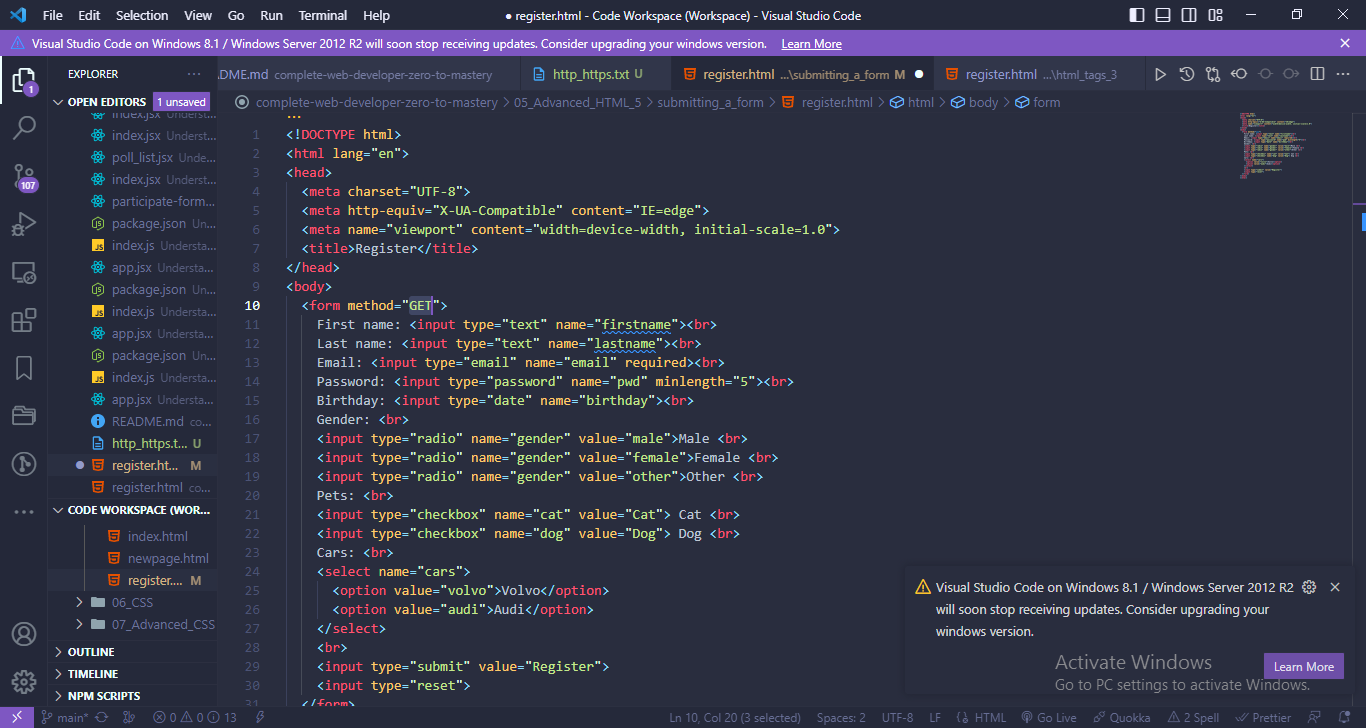 File Edit Selection View Go Run Terminal Help ● register.html - Code Workspace (Workspace) - Visual Studio Code
Visual Studio Code on Windows 8.1 / Windows Server 2012 R2 will soon stop receiving updates. Consider upgrading your windows version. Learn More
EXPLORER ...
DME.md complete-web-developer-zero-to-mastery http_https.txt U register.html ...\submitting_a_form M ● register.html ...\html_tags_3
1
OPEN EDITORS 1 unsaved
index.jsx Underst...
index.jsx Underst...
poll_list.jsx Unde...
index.jsx Underst...
participate-form...
package.json Un...
index.js Understa...
app.jsx Understa...
package.json Un...
index.js Understa...
app.jsx Understa...
package.json Un...
index.js Understa...
app.jsx Understa...
README.md co...
http_https.t... U
register.ht... M
register.html co...
107
CODE WORKSPACE (WOR...
index.html
newpage.html
register.... M
06_CSS
07_Advanced_CSS
OUTLINE
TIMELINE
NPM SCRIPTS
complete-web-developer-zero-to-mastery > 05_Advanced_HTML_5 > submitting_a_form > register.html > html > body > form
...
1 <!DOCTYPE html>
2 <html lang="en">
3 <head>
4 <meta charset="UTF-8">
5 <meta http-equiv="X-UA-Compatible" content="IE=edge">
6 <meta name="viewport" content="width=device-width, initial-scale=1.0">
7 <title>Register</title>
8 </head>
9 <body>
10 <form method="GET">
11 First name: <input type="text" name="firstname"><br>
12 Last name: <input type="text" name="lastname"><br>
13 Email: <input type="email" name="email" required><br>
14 Password: <input type="password" name="pwd" minlength="5"><br>
15 Birthday: <input type="date" name="birthday"><br>
16 Gender: <br>
17 <input type="radio" name="gender" value="male">Male <br>
18 <input type="radio" name="gender" value="female">Female <br>
19 <input type="radio" name="gender" value="other">Other <br>
20 Pets: <br>
21 <input type="checkbox" name="cat" value="Cat"> Cat <br>
22 <input type="checkbox" name="dog" value="Dog"> Dog <br>
23 Cars: <br>
24 <select name="cars">
25 <option value="volvo">Volvo</option>
26 <option value="audi">Audi</option>
27 </select>
28 <br>
29 <input type="submit" value="Register">
30 <input type="reset">
31 </form>
Visual Studio Code on Windows 8.1 / Windows Server 2012 R2
will soon stop receiving updates. Consider upgrading your
windows version.
Learn More
Activate Windows
Go to PC settings to activate Windows.
main* 0 0 13 Ln 10, Col 20 (3 selected) Spaces: 2 UTF-8 LF HTML Go Live Quokka 2 Spell Prettier